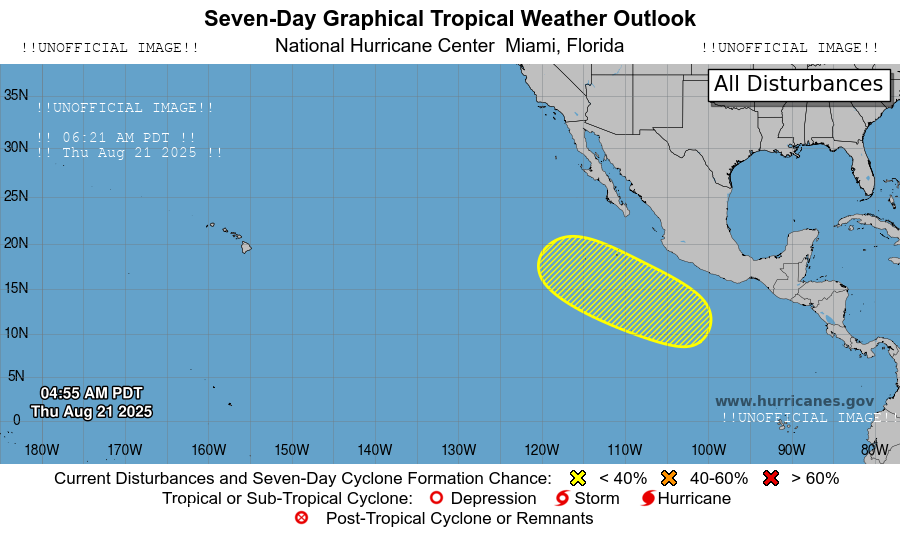 Seven-Day Graphical Tropical Weather Outlook
!!UNOFFICIAL IMAGE!! National Hurricane Center Miami, Florida !!UNOFFICIAL IMAGE!!
All Disturbances
35N
!!UNOFFICIAL IMAGE!!
!! 06:21 AM PDT !!
30N
!! Thu Aug 21 2025 !!
25N
20N
15N
10N
5N
04:55 AM PDT
www.hurricanes.gov
Thu Aug 21 2025
0
!!UNOFFICIAL IMAGE!!
180W 170W 160W 150W 140W 130W 120W 110W 100W 90W 80W
Current Disturbances and Seven-Day Cyclone Formation Chance: < 40% 40-60% > 60%
Tropical or Sub-Tropical Cyclone: Depression Storm Hurricane
Post-Tropical Cyclone or Remnants